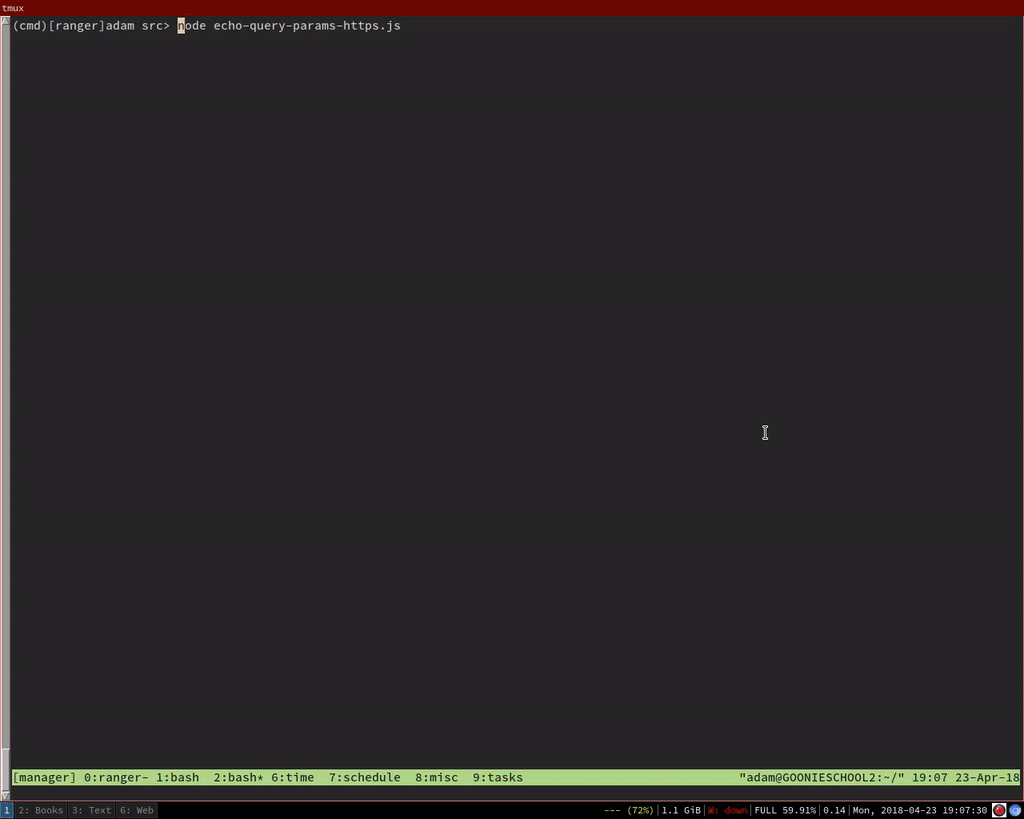 tmux
(cmd)[ranger]adam src> node echo-query-params-https.js
[manager] 0:ranger- 1:bash  2:bash* 6:time  7:schedule  8:misc  9:tasks "adam@GOONIESCHOOL2:~/" 19:07 23-Apr-18
1 2: Books 3: Text 6: Web --- (72%) 1.1 GiB W: down FULL 59.91% 0.14 Mon, 2018-04-23 19:07:30